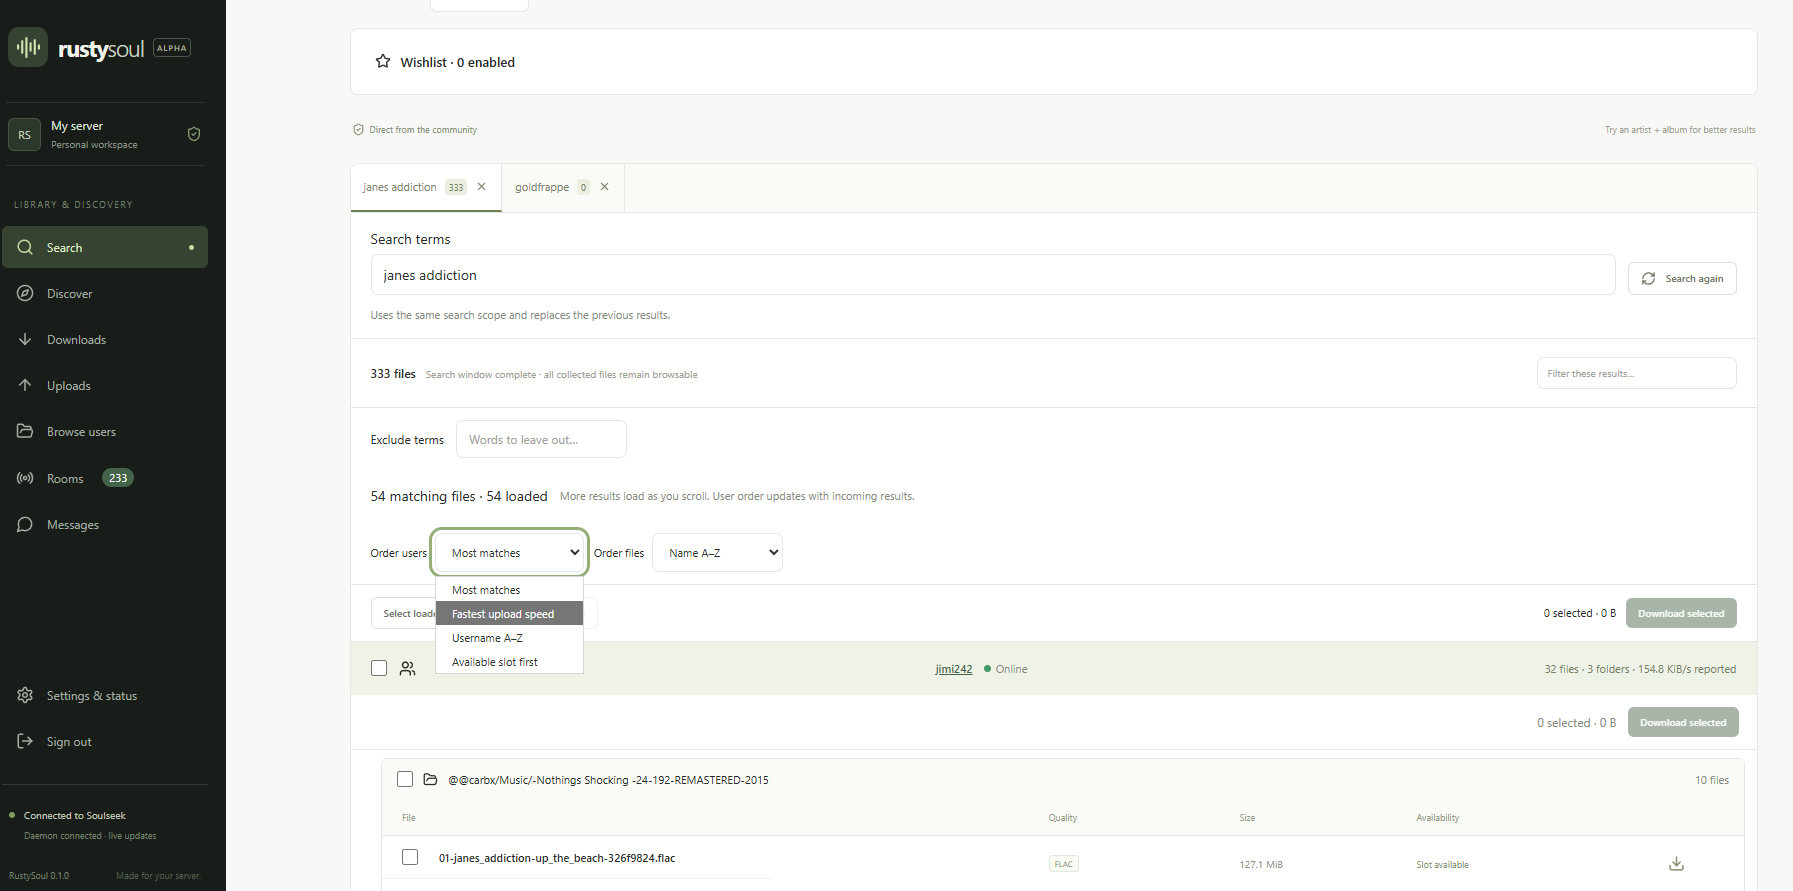 rustysoul ALPHA
RS
My server
Personal workspace
LIBRARY & DISCOVERY
Search
Discover
Downloads
Uploads
Browse users
Rooms 233
Messages
Settings & status
Sign out
Connected to Soulseek
Daemon connected · live updates
RustySoul 0.1.0 Made for your server.
Wishlist · 0 enabled
Direct from the community Try an artist + album for better results
janes addiction 333 goldfrappe 0
Search terms
janes addiction Search again
Uses the same search scope and replaces the previous results.
333 files Search window complete · all collected files remain browsable Filter these results...
Exclude terms Words to leave out...
54 matching files · 54 loaded More results load as you scroll. User order updates with incoming results.
Order users Most matches Order files Name A–Z
Most matches
Fastest upload speed
Username A–Z
Available slot first
Select load 0 selected · 0 B Download selected
jimi242 Online 32 files · 3 folders · 154.8 KiB/s reported
0 selected · 0 B Download selected
@@carbx/Music/-Nothings Shocking -24-192-REMASTERED-2015 10 files
File Quality Size Availability
01-janes_addiction-up_the_beach-326f9824.flac FLAC 127.1 MiB Slot available